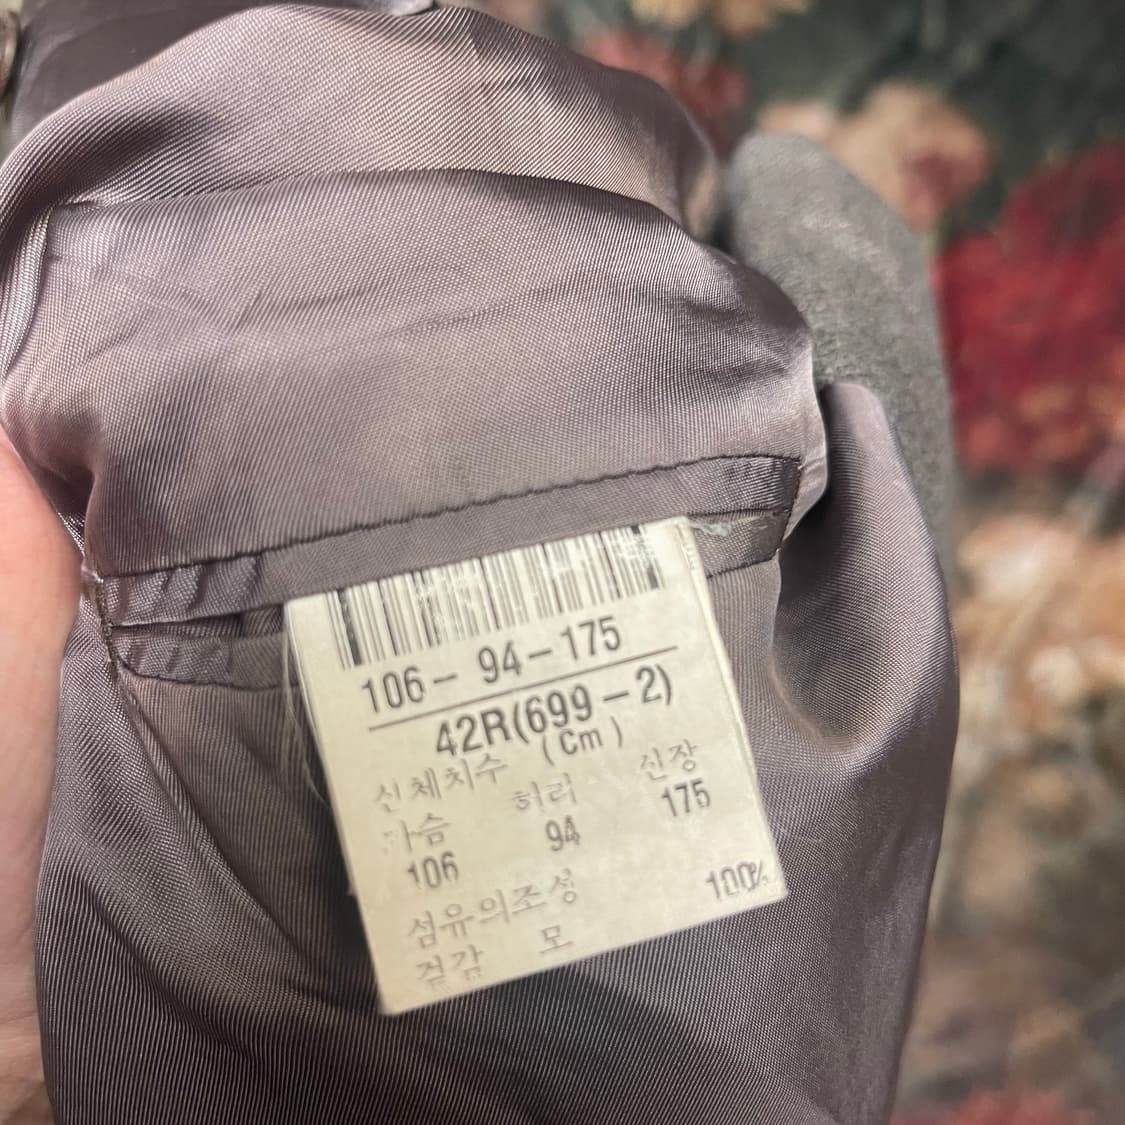 106 - 94 - 175
42R(699-2)
(Cm)
신체치수
허리
신장
가슴
94
175
106
섬유의조성
100%
겉감 모